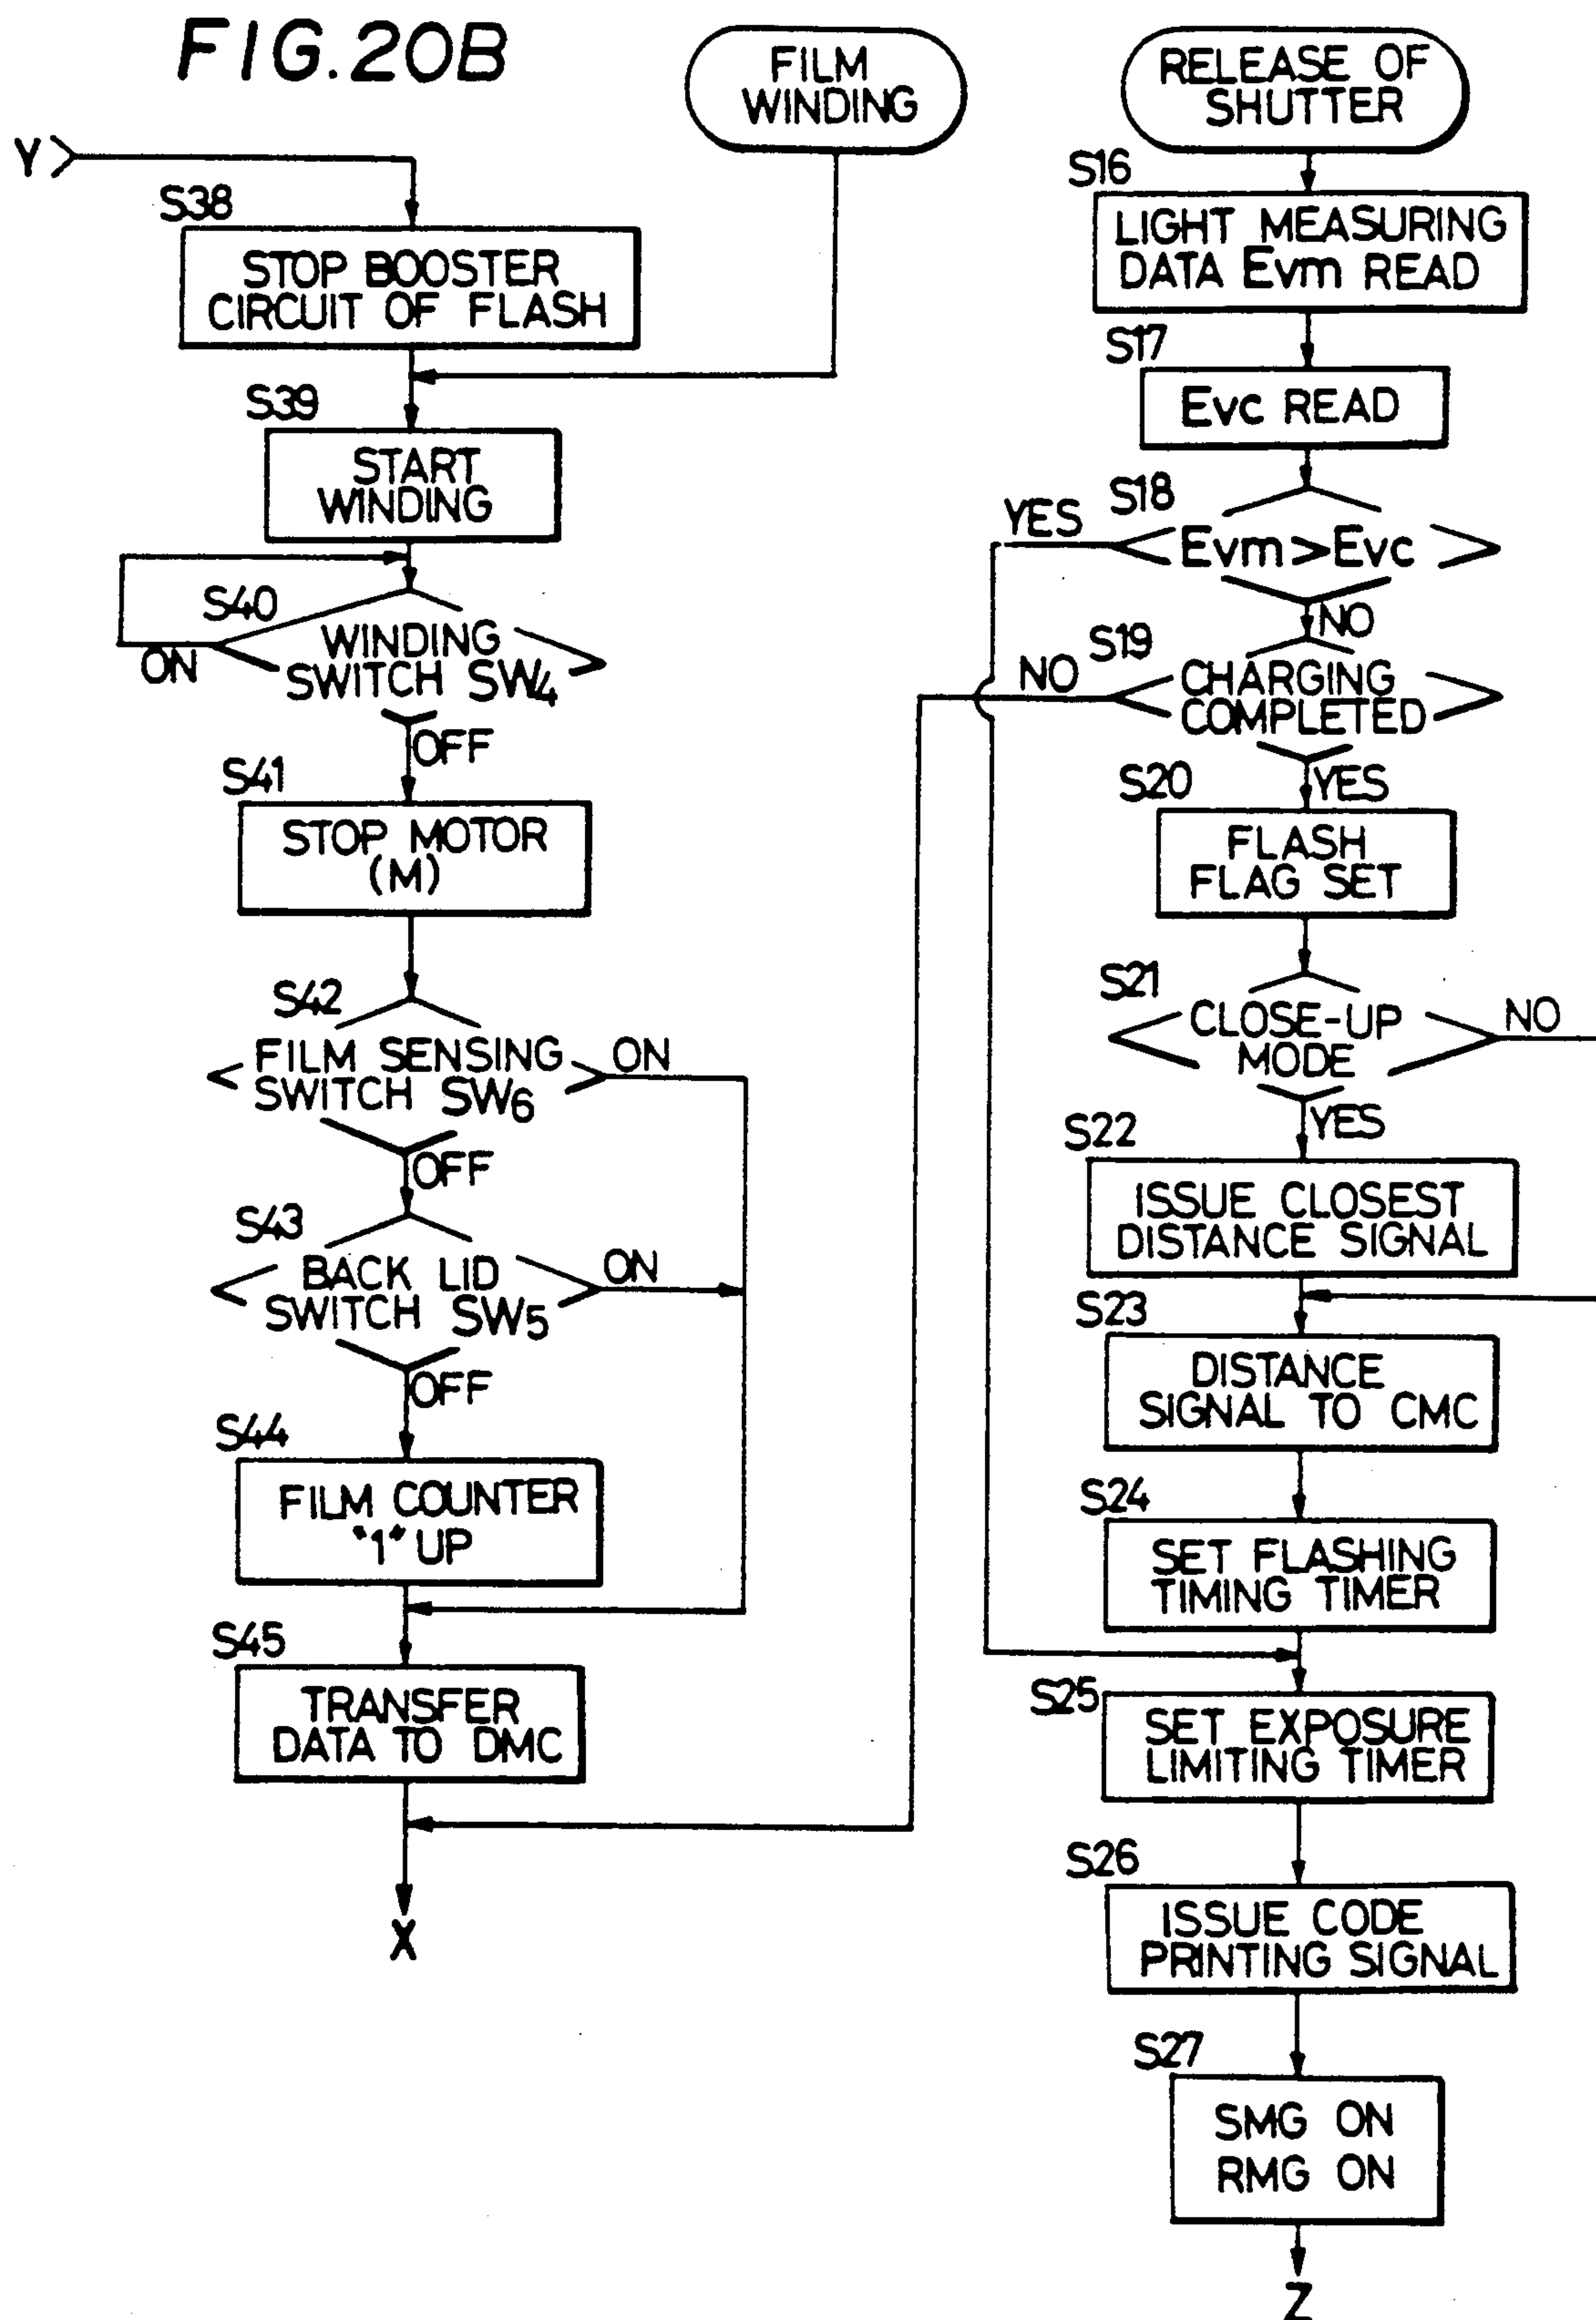 FIG.20B
Y
S38
STOP BOOSTER
CIRCUIT OF FLASH
FILM
WINDING
S39
START
WINDING
S40
WINDING
SWITCH SW4
ON
OFF
S41
STOP MOTOR
(M)
S42
FILM SENSING
SWITCH SW6
ON
OFF
S43
BACK LID
SWITCH SW5
ON
OFF
S44
FILM COUNTER
"1" UP
S45
TRANSFER
DATA TO DMC
X
RELEASE OF
SHUTTER
S16
LIGHT MEASURING
DATA Evm READ
S17
Evc READ
S18
YES
Evm>Evc
NO
S19
NO
CHARGING
COMPLETED
YES
S20
FLASH
FLAG SET
S21
CLOSE-UP
MODE
NO
YES
S22
ISSUE CLOSEST
DISTANCE SIGNAL
S23
DISTANCE
SIGNAL TO CMC
S24
SET FLASHING
TIMING TIMER
S25
SET EXPOSURE
LIMITING TIMER
S26
ISSUE CODE
PRINTING SIGNAL
S27
SMG ON
RMG ON
Z